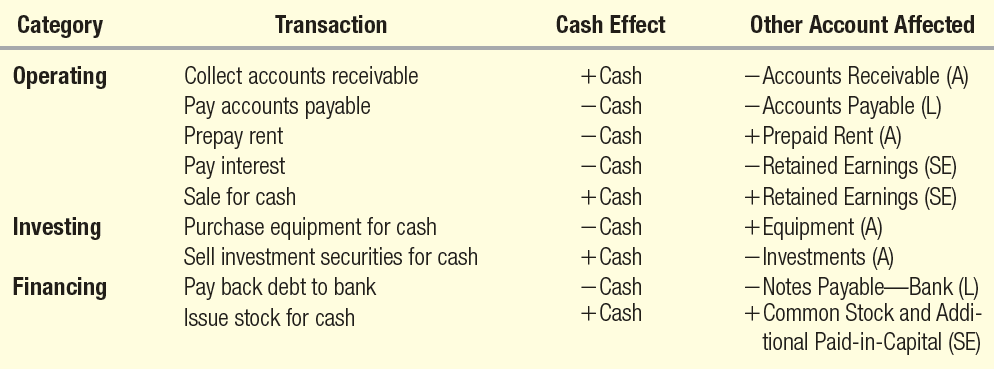 Category Transaction Cash Effect Other Account Affected
Operating Collect accounts receivable +Cash −Accounts Receivable (A)
Pay accounts payable −Cash −Accounts Payable (L)
Prepay rent −Cash +Prepaid Rent (A)
Pay interest −Cash −Retained Earnings (SE)
Sale for cash +Cash +Retained Earnings (SE)
Investing Purchase equipment for cash −Cash +Equipment (A)
Sell investment securities for cash +Cash −Investments (A)
Financing Pay back debt to bank −Cash −Notes Payable—Bank (L)
Issue stock for cash +Cash +Common Stock and Addi-
tional Paid-in-Capital (SE)